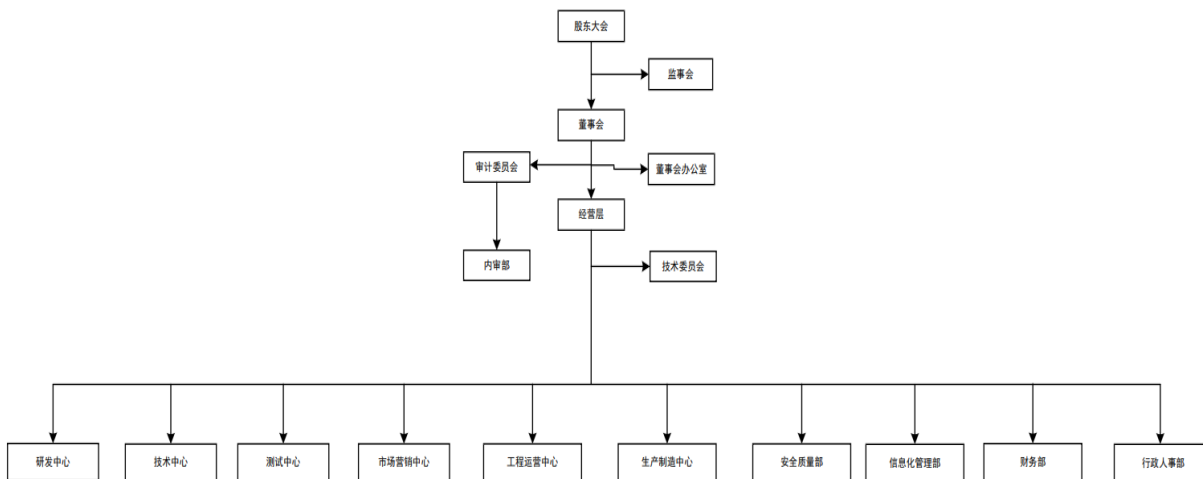 股东大会
监事会
董事会
审计委员会
董事会办公室
经营层
内审部
技术委员会
研发中心
技术中心
测试中心
市场营销中心
工程运营中心
生产制造中心
安全质量部
信息化管理部
财务部
行政人事部